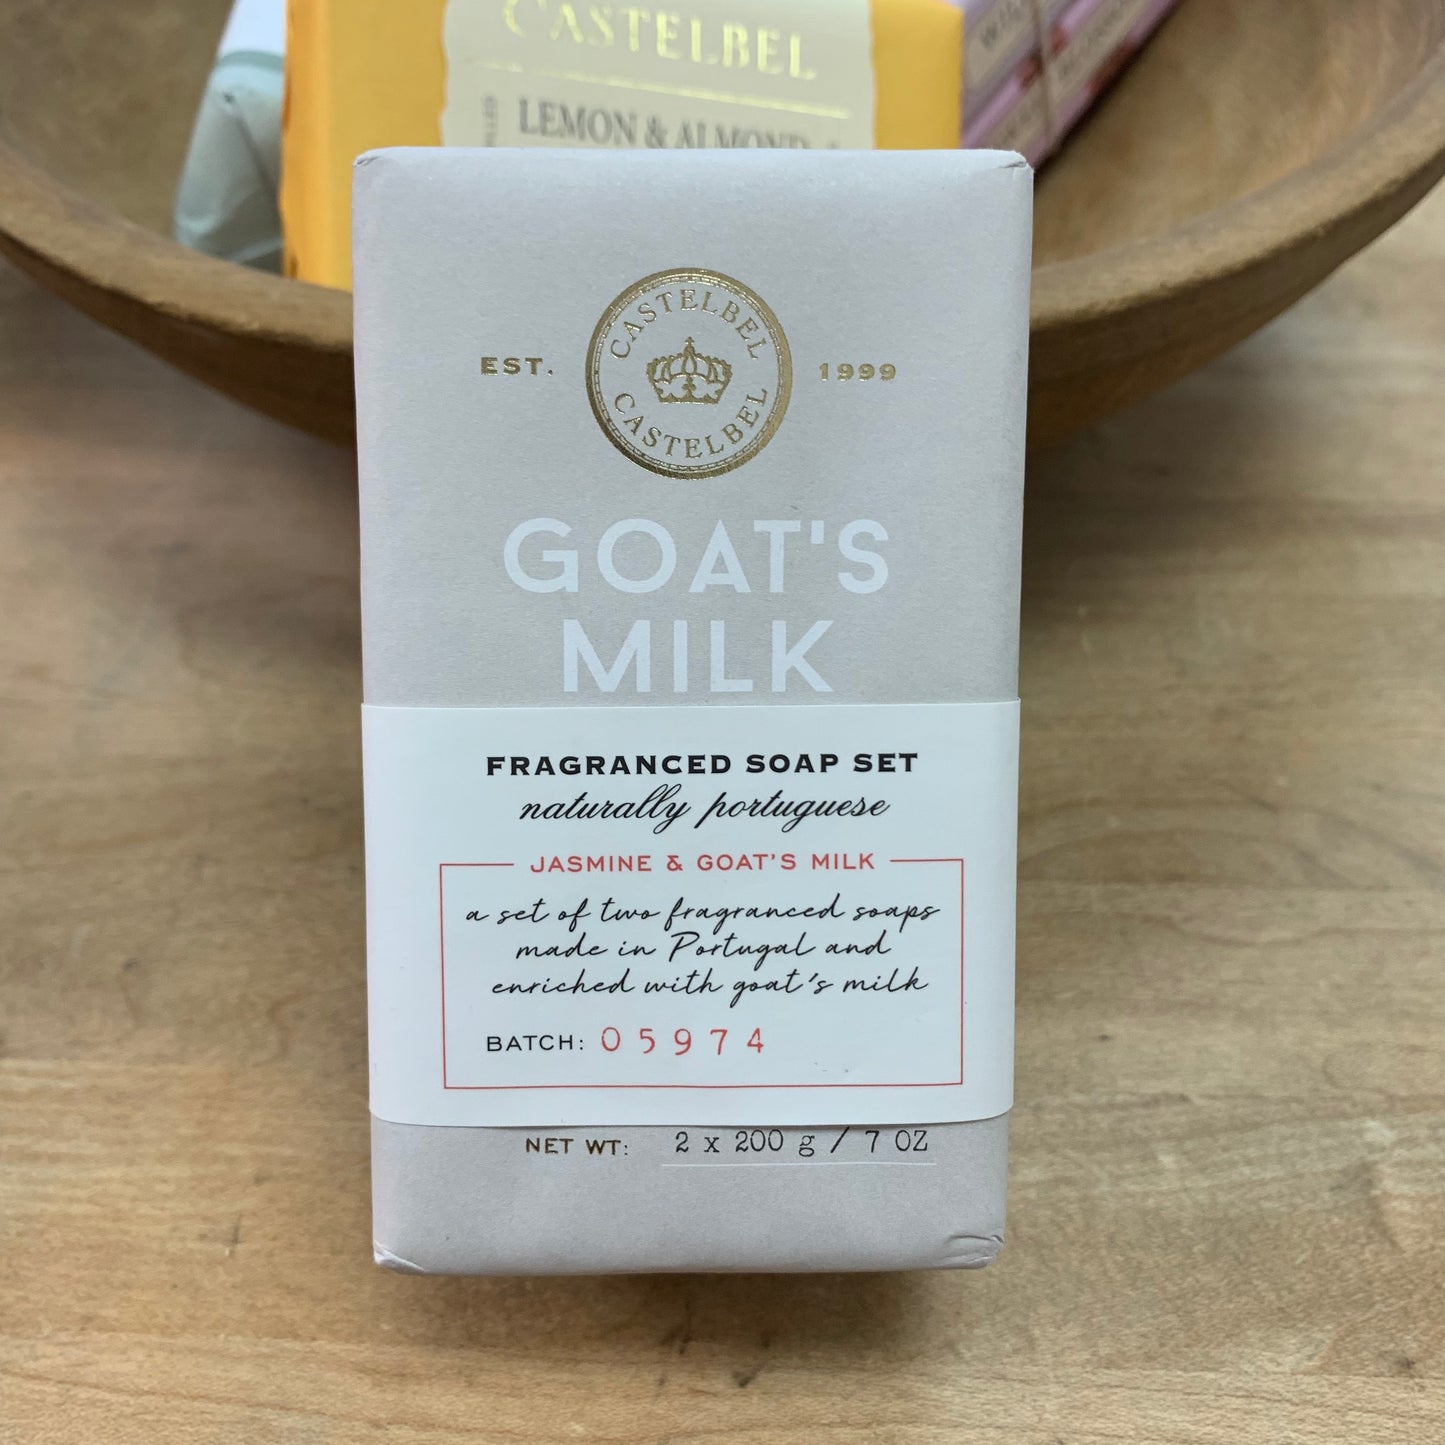 CASTELBEL
LEMON & ALMOND
CASTELBEL
EST.
1999
CASTELBEL
GOAT'S
MILK
FRAGRANCED SOAP SET
naturally portuguese
JASMINE & GOAT'S MILK
a set of two fragranced soaps
made in Portugal and
enriched with goat's milk
BATCH: 05974
NET WT: 2 x 200 g / 7 OZ